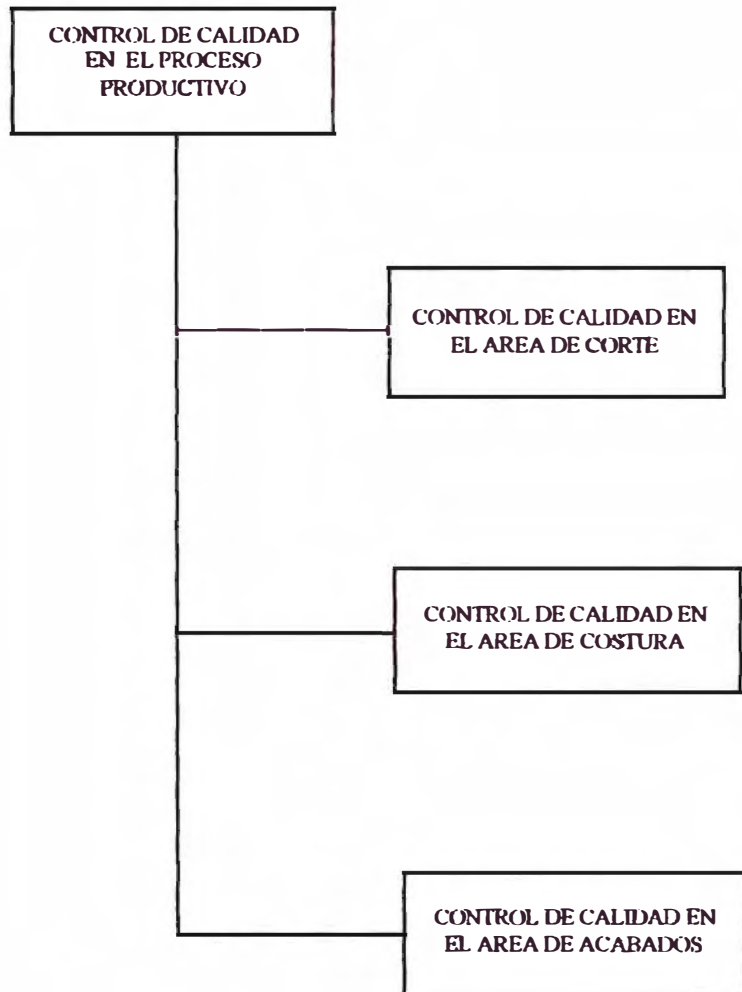 CONTROL DE CALIDAD
EN EL PROCESO
PRODUCTIVO
CONTROL DE CALIDAD EN
EL AREA DE CORTE
CONTROL DE CALIDAD EN
EL AREA DE COSTURA
CONTROL DE CALIDAD EN
EL AREA DE ACABADOS